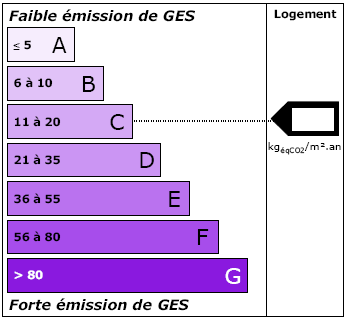 Faible émission de GES
Logement
≤ 5 A
6 à 10 B
11 à 20 C
kgéqCO2/m².an
21 à 35 D
36 à 55 E
56 à 80 F
> 80 G
Forte émission de GES